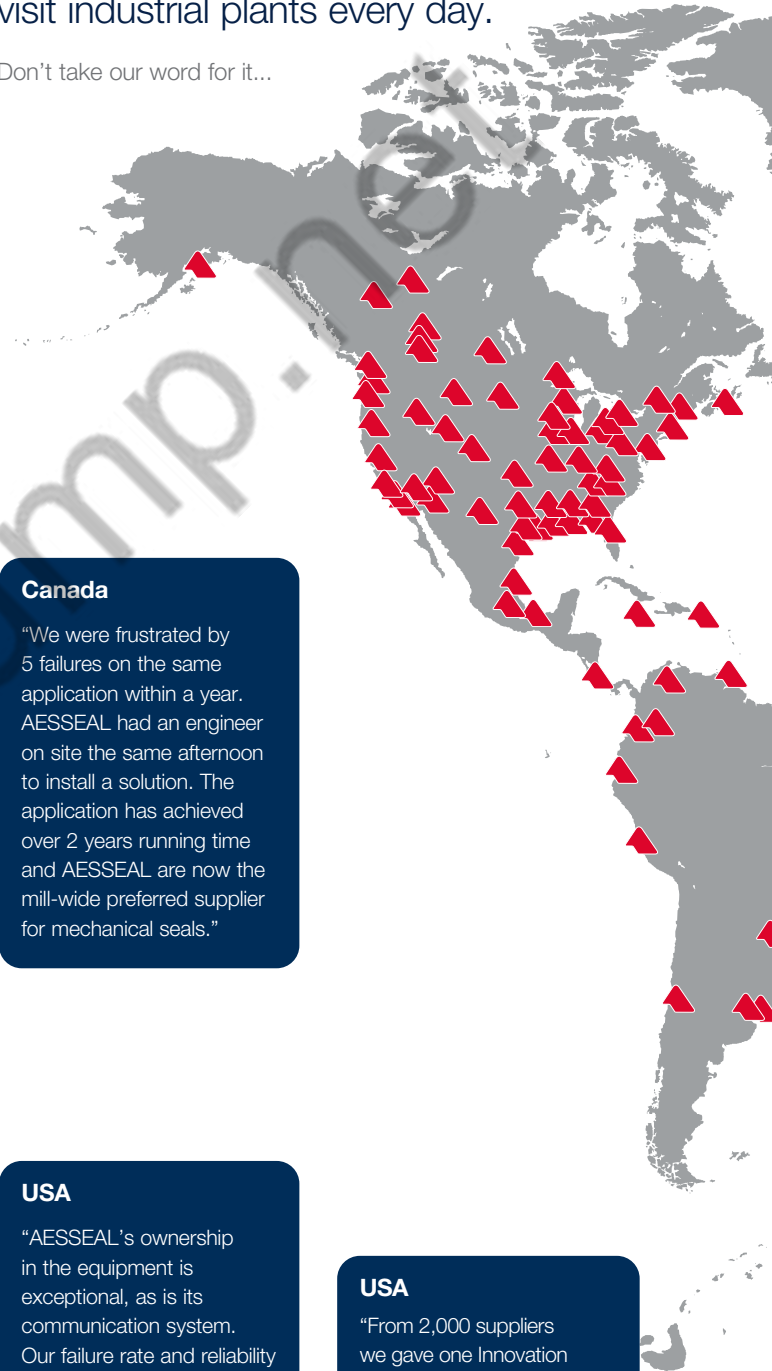 visit industrial plants every day.
Don’t take our word for it...
Canada
“We were frustrated by
5 failures on the same
application within a year.
AESSEAL had an engineer
on site the same afternoon
to install a solution. The
application has achieved
over 2 years running time
and AESSEAL are now the
mill-wide preferred supplier
for mechanical seals.”
USA
“AESSEAL’s ownership
in the equipment is
exceptional, as is its
communication system.
Our failure rate and reliability
USA
“From 2,000 suppliers
we gave one Innovation
ump.net